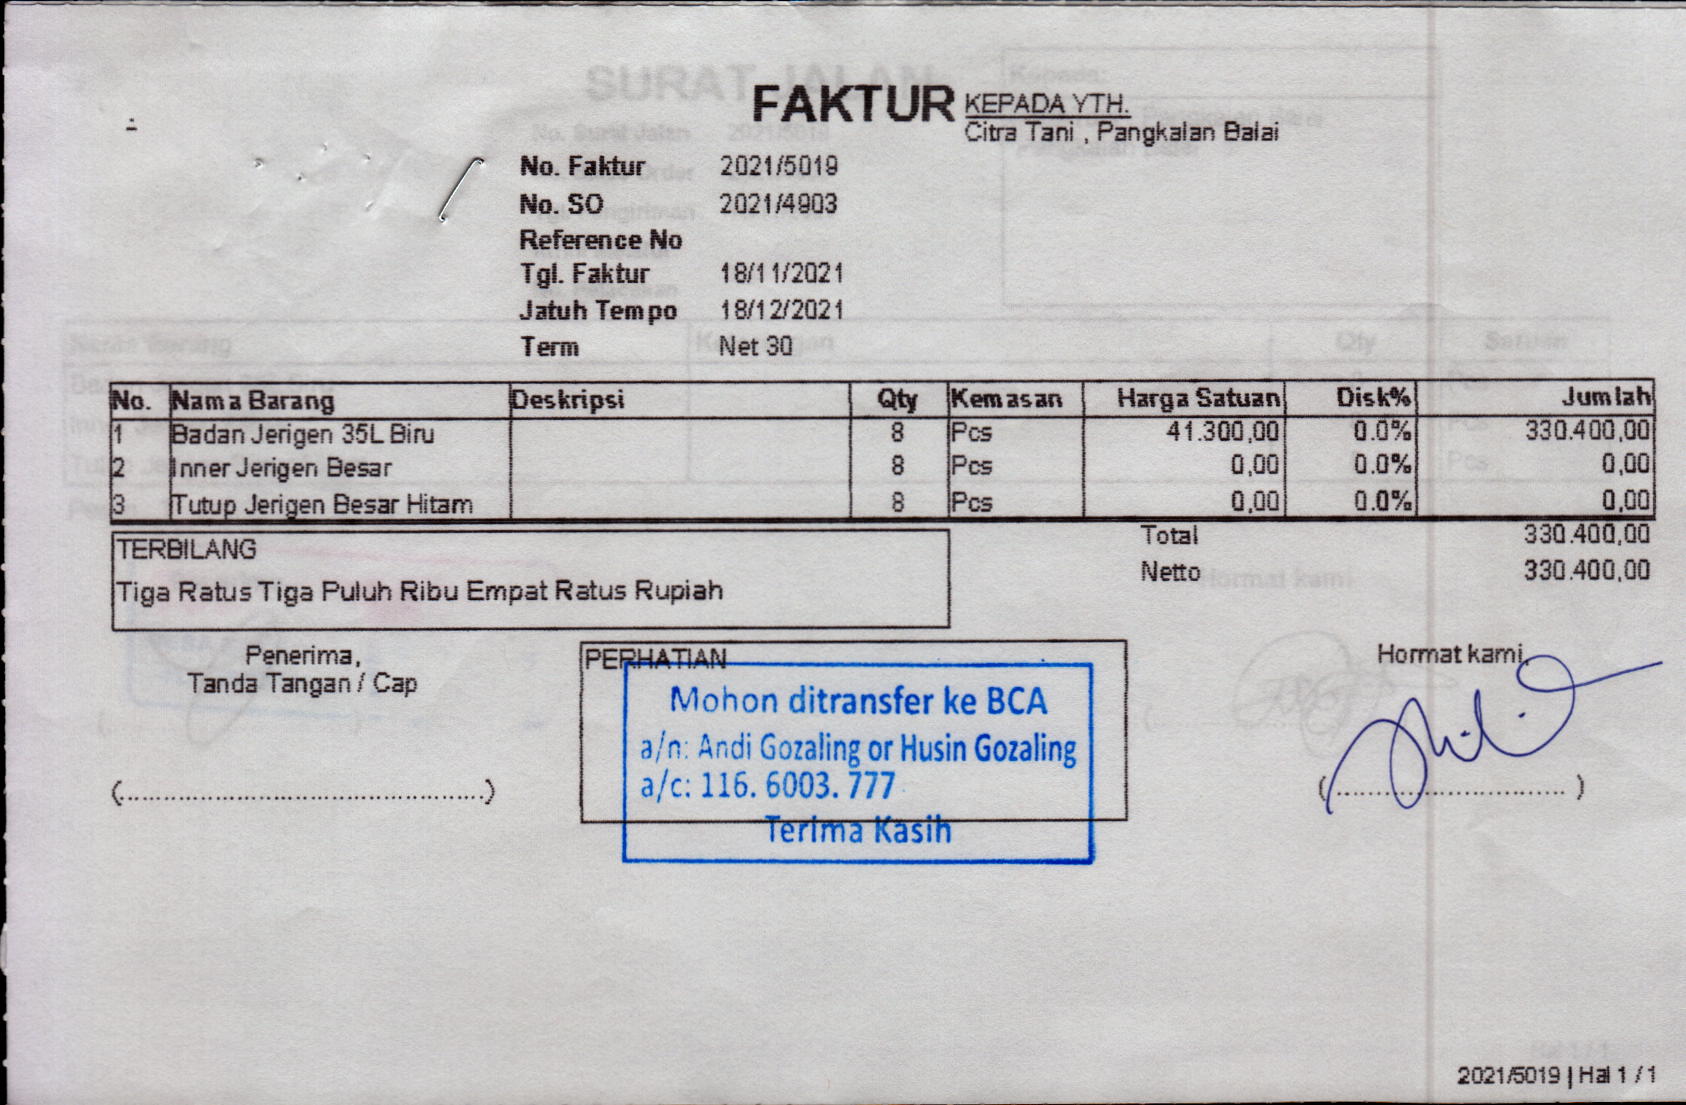 FAKTUR
KEPADA YTH.
Citra Tani , Pangkalan Balai
No. Faktur 2021/5019
No. SO 2021/4903
Reference No
Tgl. Faktur 18/11/2021
Jatuh Tempo 18/12/2021
Term Net 30
No. Nama Barang Deskripsi Qty Kemasan Harga Satuan Disk% Jumlah
1 Badan Jerigen 35L Biru 8 Pcs 41.300,00 0.0% 330.400,00
2 Inner Jerigen Besar 8 Pcs 0,00 0.0% 0,00
3 Tutup Jerigen Besar Hitam 8 Pcs 0,00 0.0% 0,00
Total 330.400,00
Netto 330.400,00
TERBILANG
Tiga Ratus Tiga Puluh Ribu Empat Ratus Rupiah
Penerima,
Tanda Tangan / Cap
(................................................)
PERHATIAN
Mohon ditransfer ke BCA
a/n: Andi Gozaling or Husin Gozaling
a/c: 116. 6003. 777
Terima Kasih
Hormat kami,
(.............................. )
2021/5019 | Hal 1 / 1